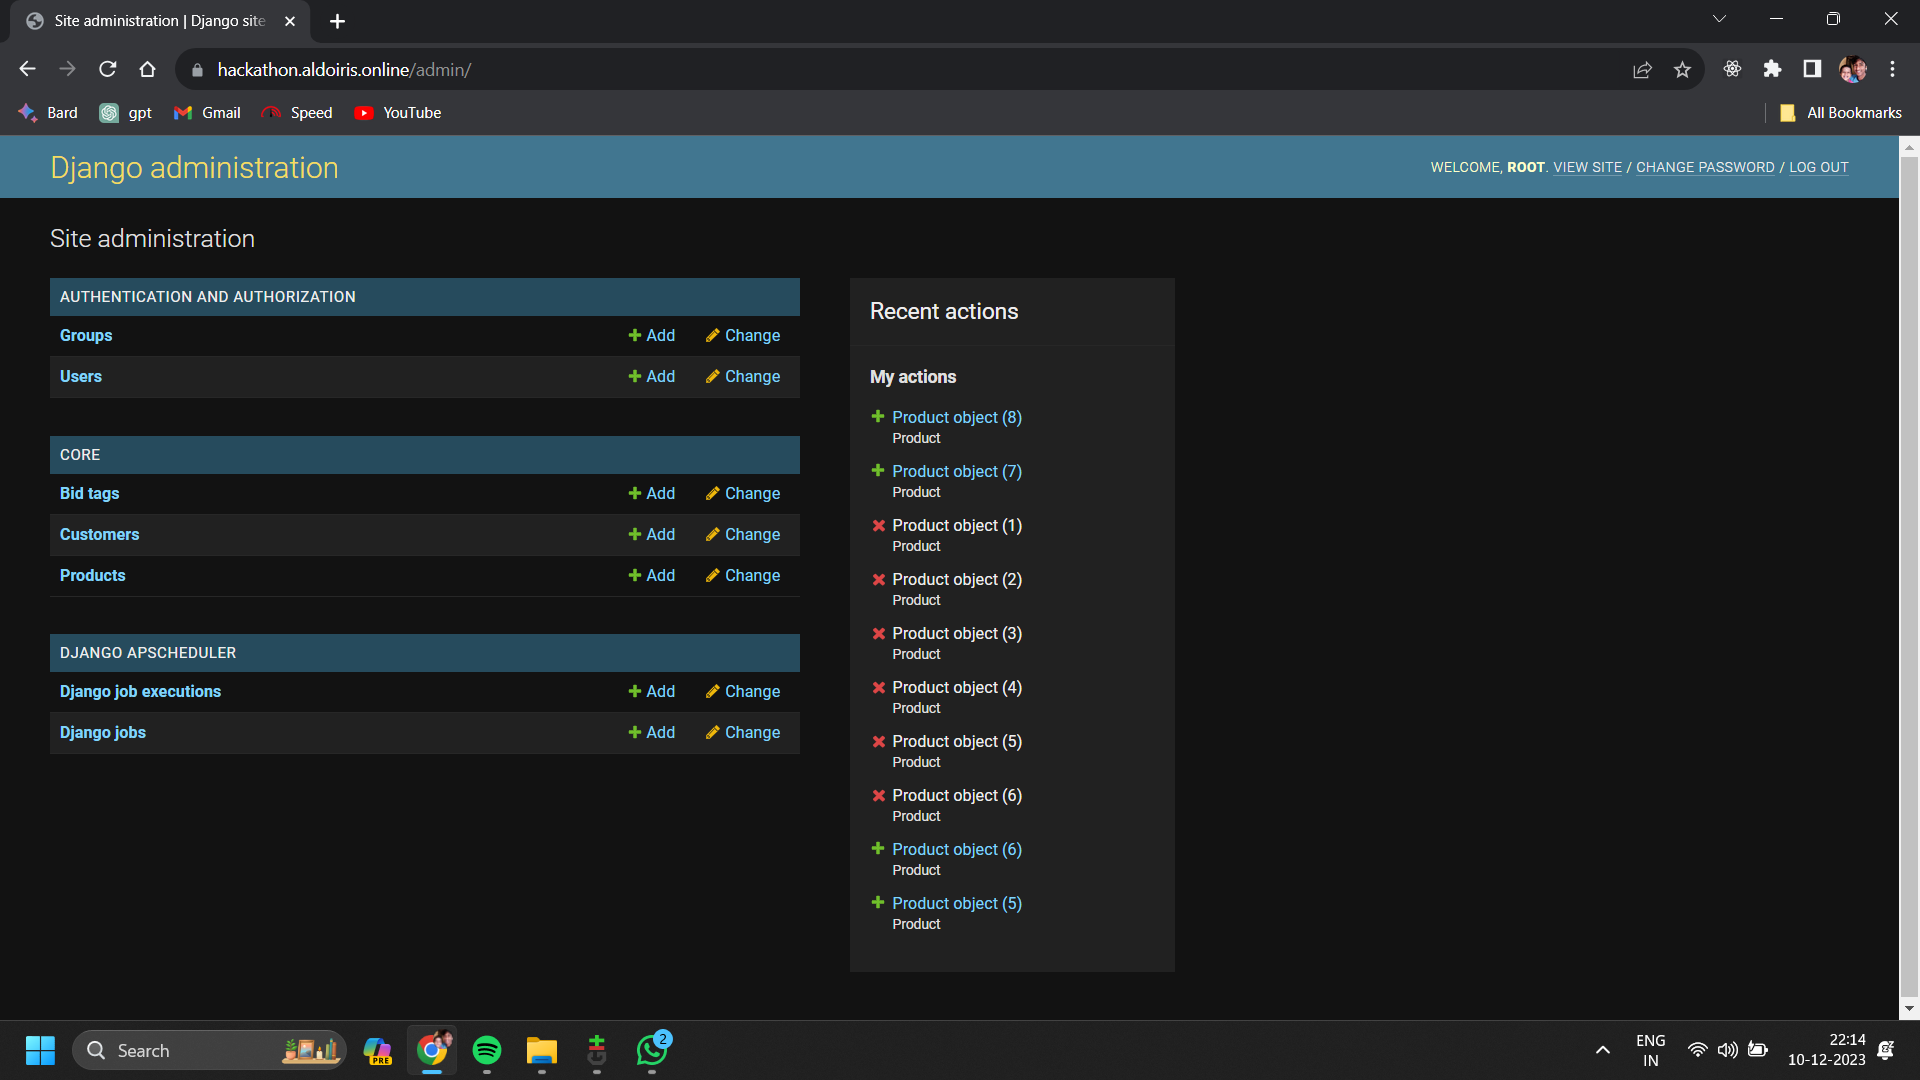 Site administration | Django site
hackathon.aldoiris.online/admin/
Bard
gpt
Gmail
Speed
YouTube
All Bookmarks
Django administration
WELCOME, ROOT. VIEW SITE / CHANGE PASSWORD / LOG OUT
Site administration
AUTHENTICATION AND AUTHORIZATION
Groups Add Change
Users Add Change
CORE
Bid tags Add Change
Customers Add Change
Products Add Change
DJANGO APSCHEDULER
Django job executions Add Change
Django jobs Add Change
Recent actions
My actions
Product object (8)
Product
Product object (7)
Product
Product object (1)
Product
Product object (2)
Product
Product object (3)
Product
Product object (4)
Product
Product object (5)
Product
Product object (6)
Product
Product object (6)
Product
Product object (5)
Product
Search
PRE
2
ENG
IN
22:14
10-12-2023